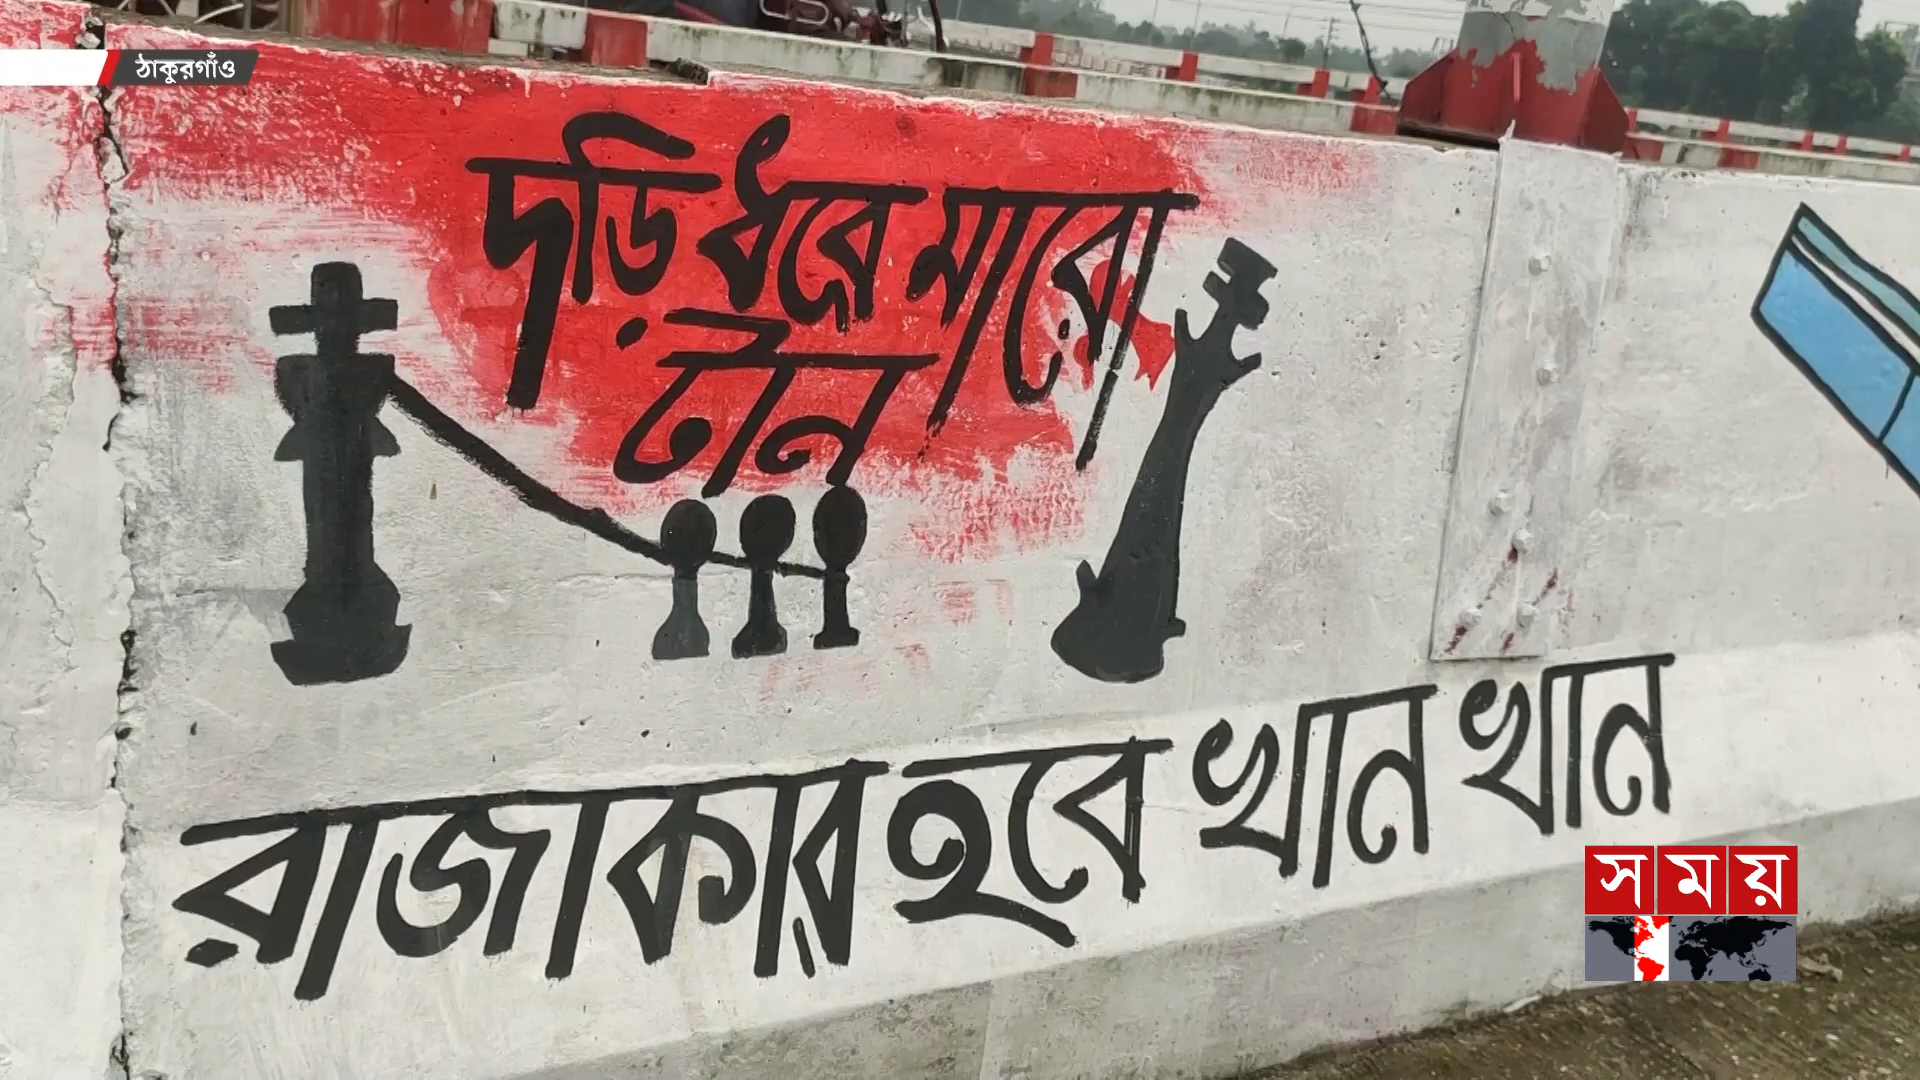 ঠাকুরগাঁও
দড়ি ধরে মারো
টান
রাজাকার হবে খান খান
সময়